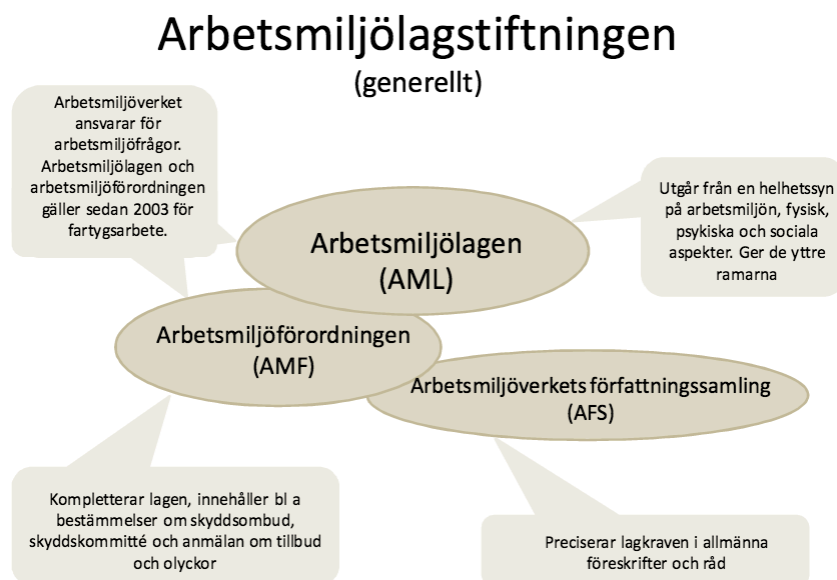 Arbetsmiljölagstiftningen
(generellt)
Arbetsmiljöverket
ansvarar för
arbetsmiljöfrågor.
Arbetsmiljölagen och
arbetsmiljöförordningen
gäller sedan 2003 för
fartygsarbete.
Utgår från en helhetssyn
på arbetsmiljön, fysisk,
psykiska och sociala
aspekter. Ger de yttre
ramarna
Arbetsmiljölagen
(AML)
Arbetsmiljöförordningen
(AMF)
Arbetsmiljöverkets författningssamling
(AFS)
Kompletterar lagen, innehåller bl a
bestämmelser om skyddsombud,
skyddskommitté och anmälan om tillbud
och olyckor
Preciserar lagkraven i allmänna
föreskrifter och råd